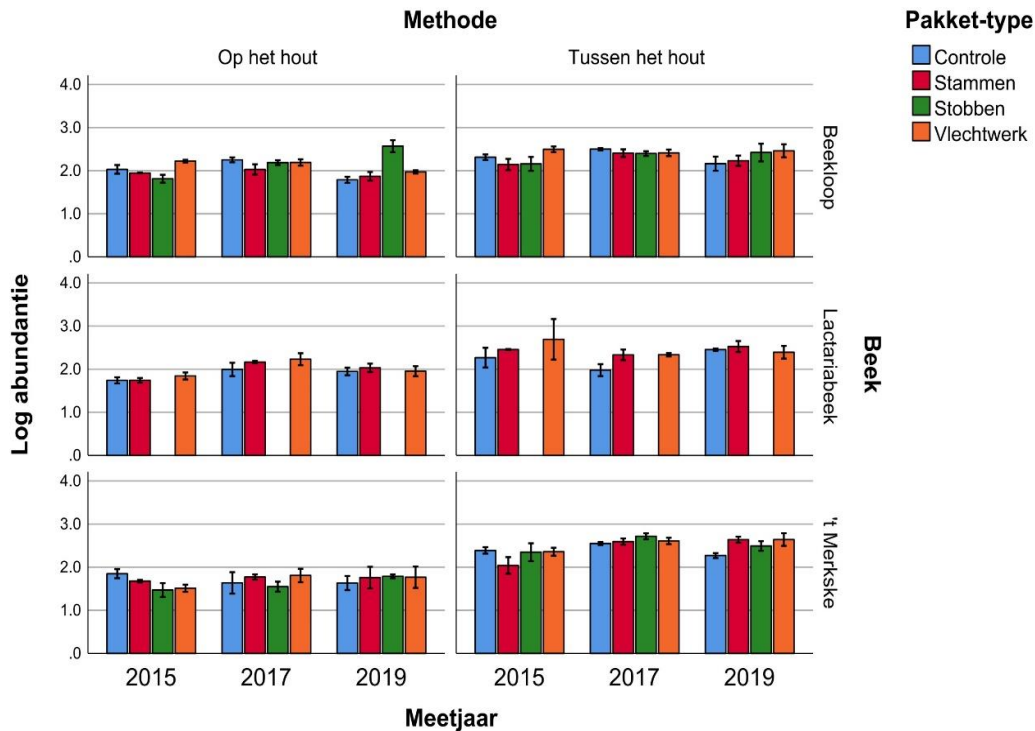 Methode
Pakket-type
Op het hout
Tussen het hout
Controle
Stammen
Stobben
Vlechtwerk
4.0
3.0
2.0
1.0
.0
Beekloop
4.0
3.0
2.0
1.0
.0
Lactariabeek
4.0
3.0
2.0
1.0
.0
't Merkske
Log abundantie
Beek
2015
2017
2019
2015
2017
2019
Meetjaar